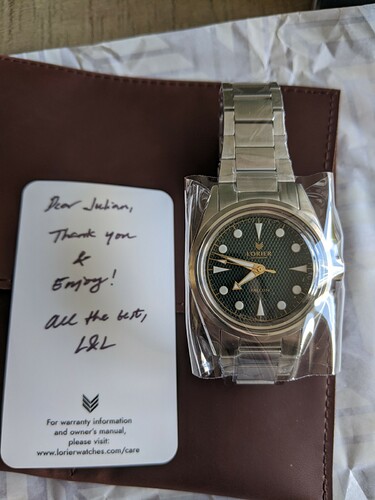 Dear Julian,
Thank you
&
Enjoy!
All the best,
L&L
For warranty information
and owner's manual,
please visit:
www.lorierwatches.com/care
LORIER